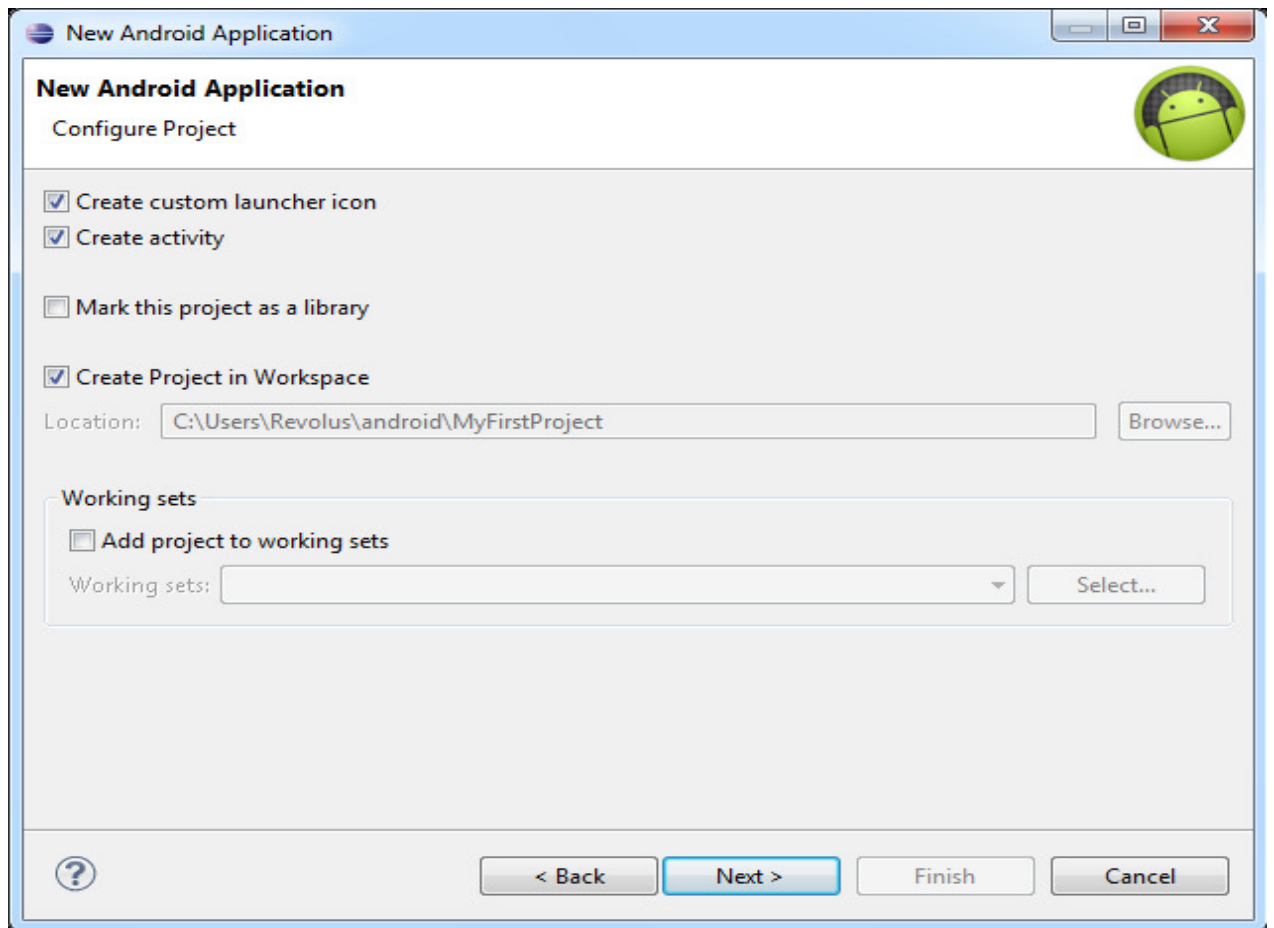 New Android Application
New Android Application
Configure Project
Create custom launcher icon
Create activity
Mark this project as a library
Create Project in Workspace
Location: C:\Users\Revolus\android\MyFirstProject Browse...
Working sets
Add project to working sets
Working sets: Select...
? < Back Next > Finish Cancel